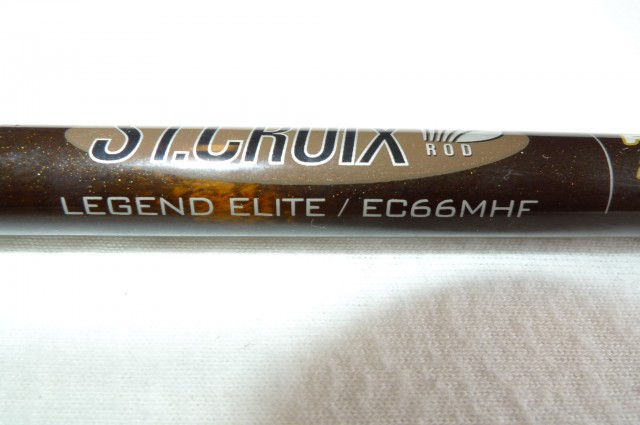 ST.CROIX
ROD
LEGEND ELITE / EC66MHF